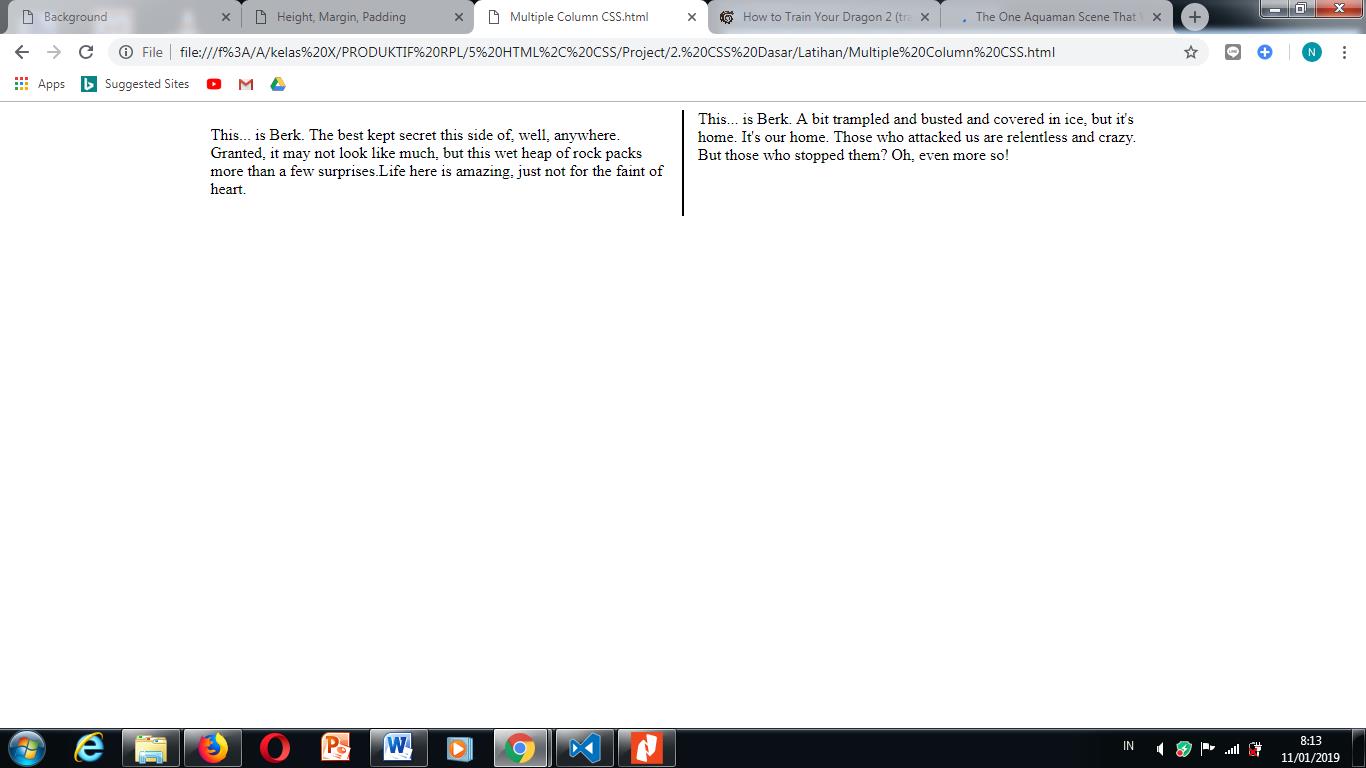 Background
Height, Margin, Padding
Multiple Column CSS.html
How to Train Your Dragon 2 (tra
The One Aquaman Scene That
File
file:///f%3A/A/kelas%20X/PRODUKTIF%20RPL/5%20HTML%2C%20CSS/Project/2.%20CSS%20Dasar/Latihan/Multiple%20Column%20CSS.html
N
Apps
Suggested Sites
This... is Berk. The best kept secret this side of, well, anywhere.
Granted, it may not look like much, but this wet heap of rock packs
more than a few surprises.Life here is amazing, just not for the faint of
heart.
This... is Berk. A bit trampled and busted and covered in ice, but it's
home. It's our home. Those who attacked us are relentless and crazy.
But those who stopped them? Oh, even more so!
IN
8:13
11/01/2019